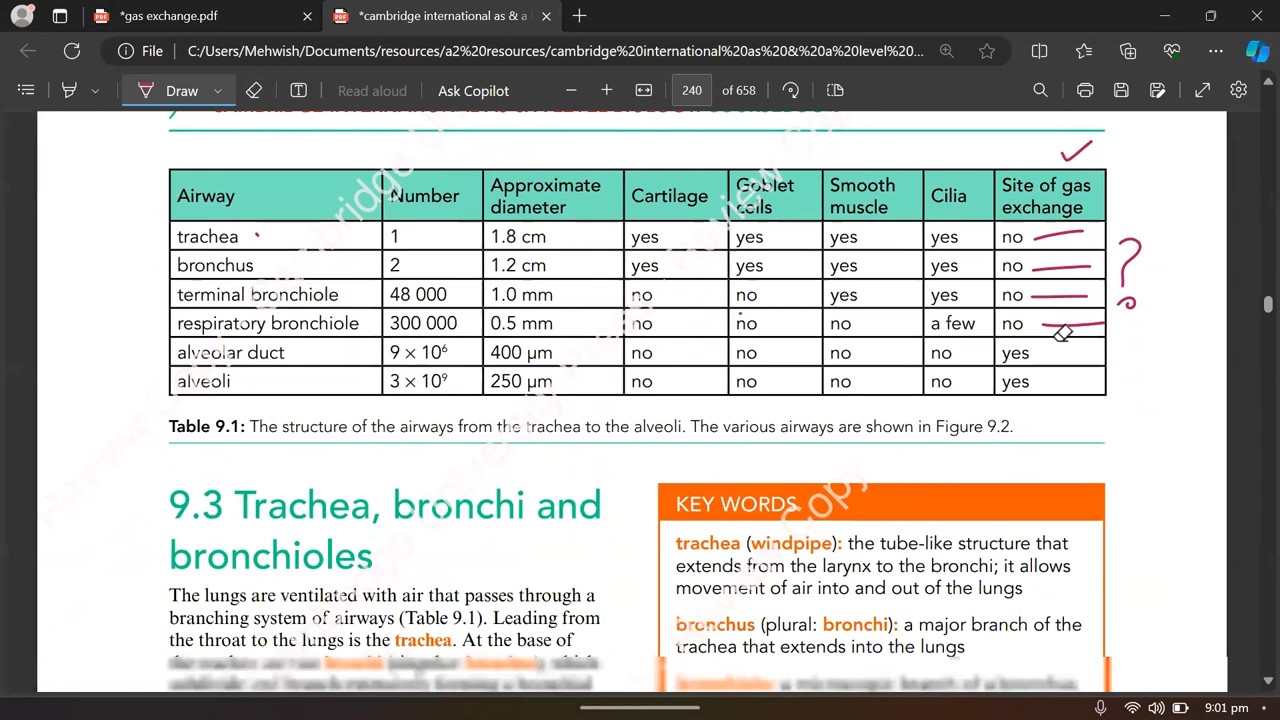 *gas exchange.pdf
*cambridge international as & a l
File
C:/Users/Mehwish/Documents/resources/a2%20resources/cambridge%20international%20as%20&%20a%20level%20...
Draw
Read aloud
Ask Copilot
240 of 658
Airway Number Approximate diameter Cartilage Goblet cells Smooth muscle Cilia Site of gas exchange
trachea 1 1.8 cm yes yes yes yes no
bronchus 2 1.2 cm yes yes yes yes no
?
terminal bronchiole 48 000 1.0 mm no no yes yes no
respiratory bronchiole 300 000 0.5 mm no no no a few no
alveolar duct 9 × 10⁶ 400 µm no no no no yes
alveoli 3 × 10⁹ 250 µm no no no no yes
Table 9.1: The structure of the airways from the trachea to the alveoli. The various airways are shown in Figure 9.2.
9.3 Trachea, bronchi and
bronchioles
The lungs are ventilated with air that passes through a
branching system of airways (Table 9.1). Leading from
the throat to the lungs is the trachea. At the base of
KEY WORDS
trachea (windpipe): the tube-like structure that
extends from the larynx to the bronchi; it allows
movement of air into and out of the lungs
bronchus (plural: bronchi): a major branch of the
trachea that extends into the lungs
9:01 pm